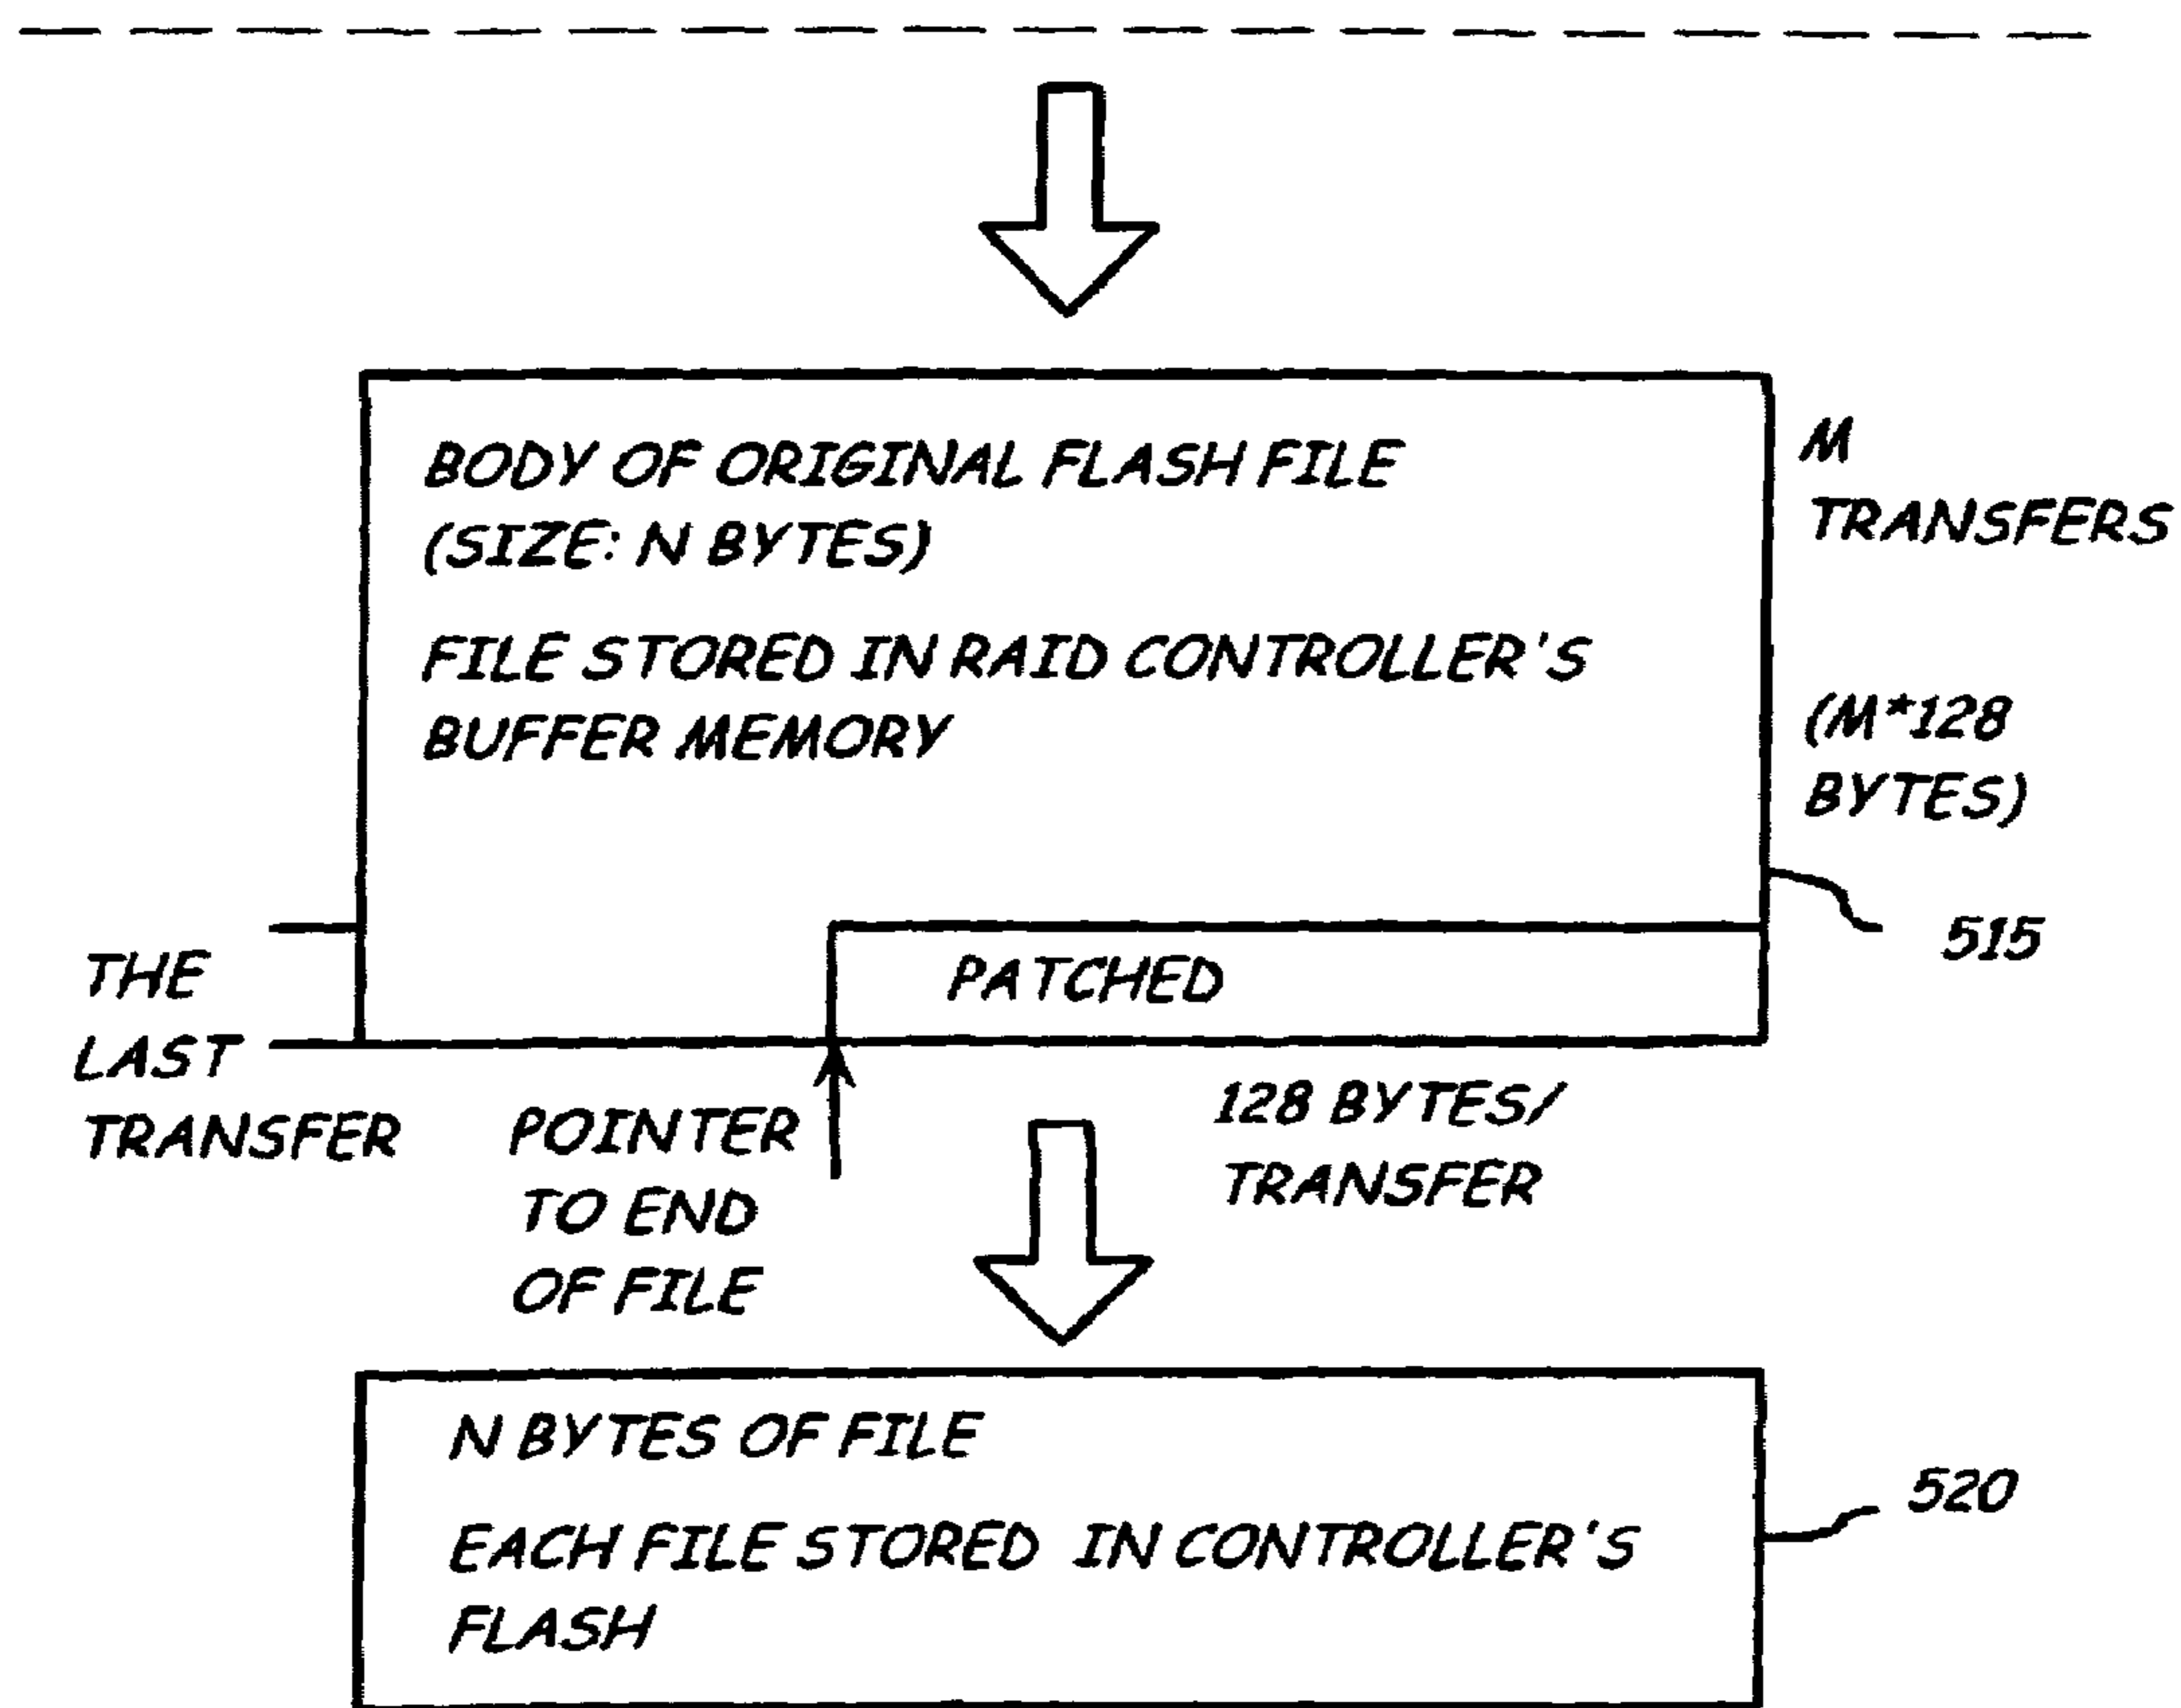 BODY OF ORIGINAL FLASH FILE
(SIZE: N BYTES)
FILE STORED IN RAID CONTROLLER'S
BUFFER MEMORY
M
TRANSFERS
(M*128
BYTES)
515
PATCHED
THE
LAST
TRANSFER
POINTER
TO END
OF FILE
128 BYTES/
TRANSFER
N BYTES OF FILE
EACH FILE STORED IN CONTROLLER'S
FLASH
520